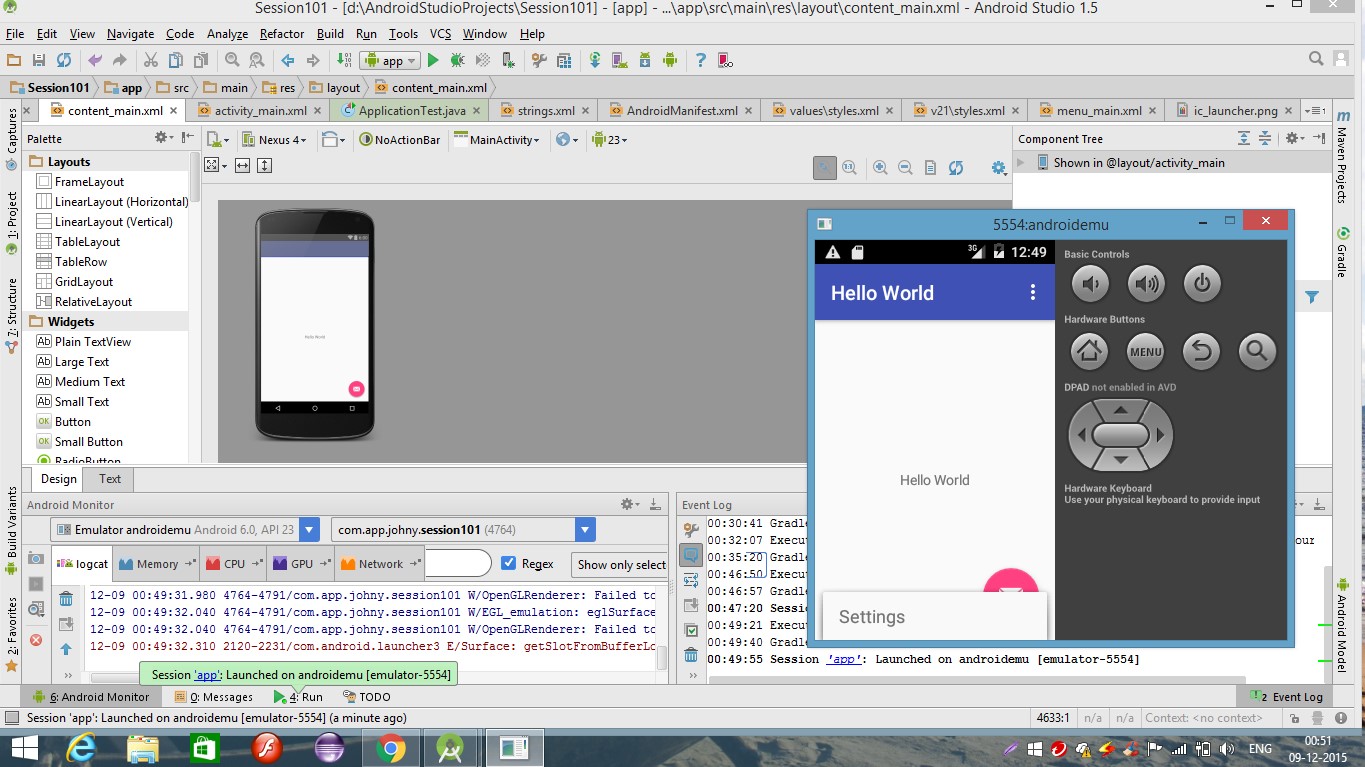 Session101 - [d:\AndroidStudioProjects\Session101] - [app] - ...\app\src\main\res\layout\content_main.xml - Android Studio 1.5
File Edit View Navigate Code Analyze Refactor Build Run Tools VCS Window Help
app
Session101 app src main res layout content_main.xml
content_main.xml activity_main.xml ApplicationTest.java strings.xml AndroidManifest.xml values\styles.xml v21\styles.xml menu_main.xml ic_launcher.png
Captures
1: Project
7: Structure
Build Variants
2: Favorites
Palette
Layouts
FrameLayout
LinearLayout (Horizontal)
LinearLayout (Vertical)
TableLayout
TableRow
GridLayout
RelativeLayout
Widgets
Plain TextView
Large Text
Medium Text
Small Text
Button
Small Button
RadioButton
Design Text
Nexus 4 NoActionBar MainActivity 23
Hello World
Component Tree
Shown in @layout/activity_main
Maven Projects
Gradle
Android Model
5554:androidemu
3G 12:49
Hello World
Hello World
Settings
Basic Controls
Hardware Buttons
MENU
DPAD not enabled in AVD
Hardware Keyboard
Use your physical keyboard to provide input
Android Monitor
Emulator androidemu Android 6.0, API 23 com.app.johny.session101 (4764)
logcat Memory CPU GPU Network Regex Show only select
12-09 00:49:31.980 4764-4791/com.app.johny.session101 W/OpenGLRenderer: Failed to
12-09 00:49:32.040 4764-4791/com.app.johny.session101 W/EGL_emulation: eglSurface
12-09 00:49:32.040 4764-4791/com.app.johny.session101 W/OpenGLRenderer: Failed to
12-09 00:49:32.310 2120-2231/com.android.launcher3 E/Surface: getSlotFromBufferLo
Session 'app': Launched on androidemu [emulator-5554]
Event Log
00:30:41 Gradle
00:32:07 Execut
our
00:35:20 Gradle
00:46:50 Execut
00:46:57 Gradle
00:47:20 Sessi
00:49:21 Execut
00:49:40 Gradle
00:49:55 Session 'app': Launched on androidemu [emulator-5554]
6: Android Monitor 0: Messages 4: Run TODO 2 Event Log
Session 'app': Launched on androidemu [emulator-5554] (a minute ago) 4633:1 n/a n/a Context: <no context>
ENG
00:51
09-12-2015